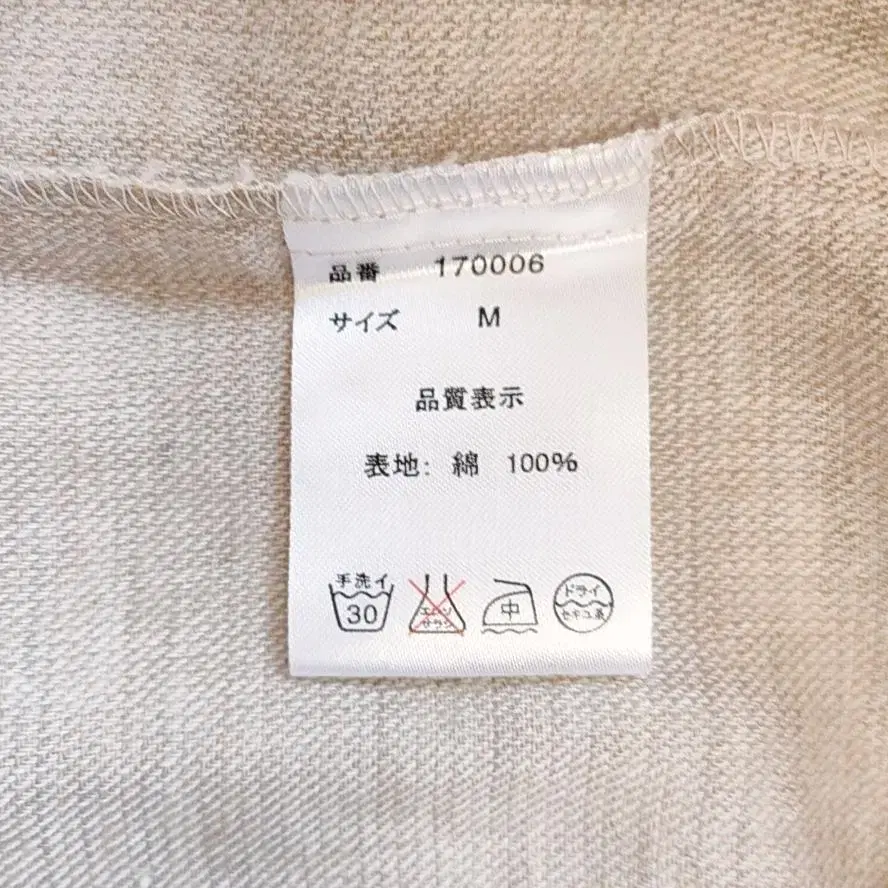 品番 170006
サイズ M
品質表示
表地: 綿 100%
手洗イ 30
エンソサラシ
中
ドライ セキユ系